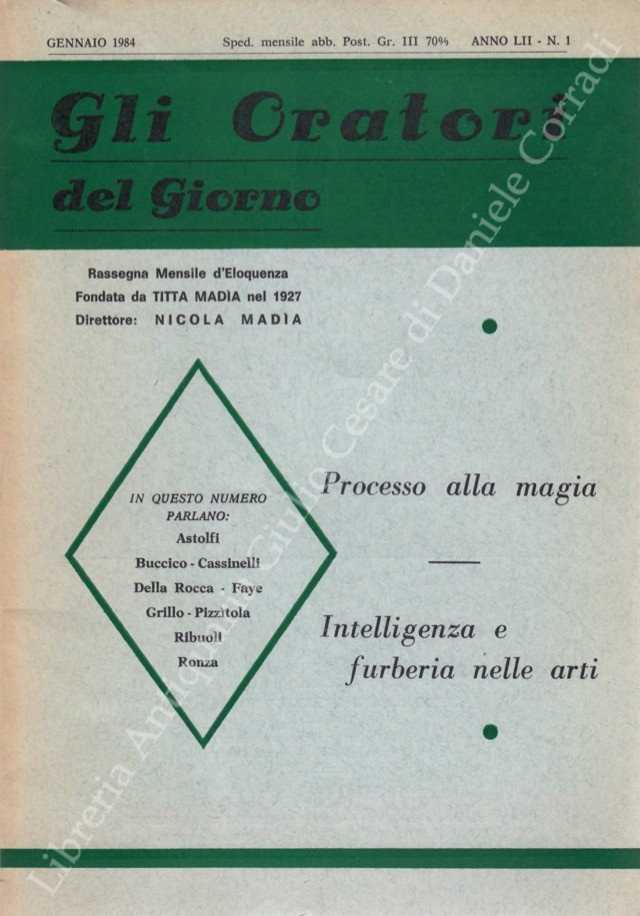 GENNAIO 1984 Sped. mensile abb. Post. Gr. III 70% ANNO LII - N. 1
Gli Oratori
del Giorno
Rassegna Mensile d'Eloquenza
Fondata da TITTA MADÌA nel 1927
Direttore: NICOLA MADÌA
IN QUESTO NUMERO
PARLANO:
Astolfi
Buccico - Cassinelli
Della Rocca - Faye
Grillo - Pizzitola
Ribuoli
Ronza
Processo alla magia
Intelligenza e
furberia nelle arti
Libreria Antiquaria Giulio Cesare di Daniele Corradi